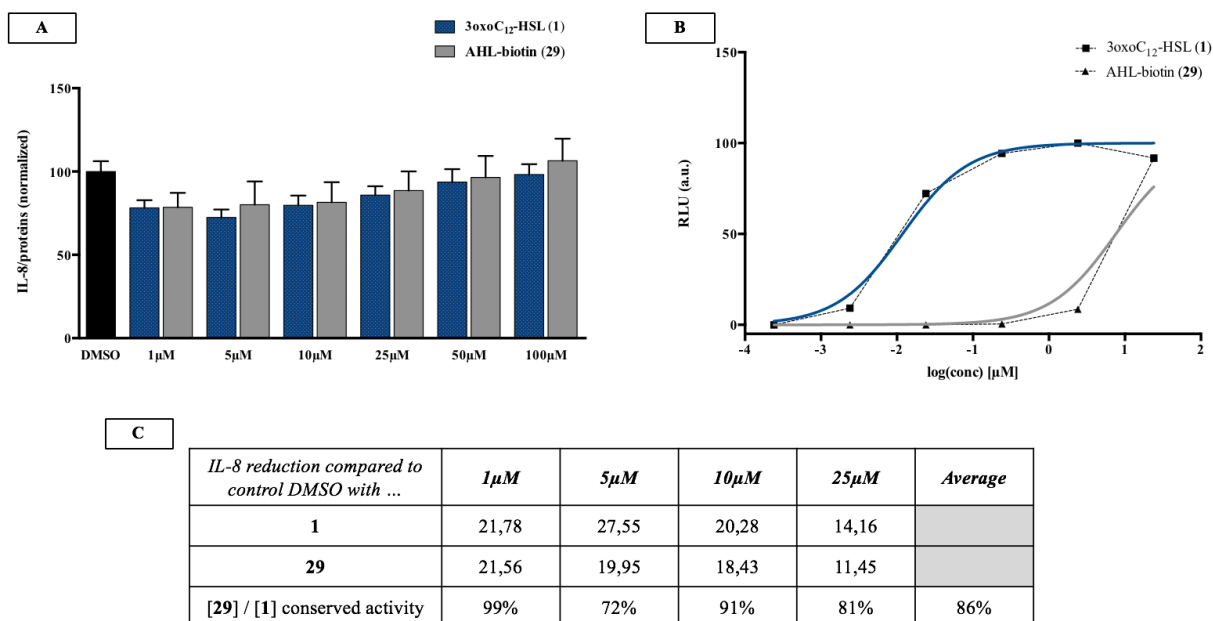 A
3oxoC12-HSL (1)
AHL-biotin (29)
IL-8/proteins (normalized)
150
100
50
0
DMSO 1μM 5μM 10μM 25μM 50μM 100μM
B
3oxoC12-HSL (1)
AHL-biotin (29)
RLU (a.u.)
150
100
50
0
-4 -3 -2 -1 0 1 2
log(conc) [μM]
C
IL-8 reduction compared to 1μM 5μM 10μM 25μM Average
control DMSO with ...
1 21,78 27,55 20,28 14,16
29 21,56 19,95 18,43 11,45
[29] / [1] conserved activity 99% 72% 91% 81% 86%